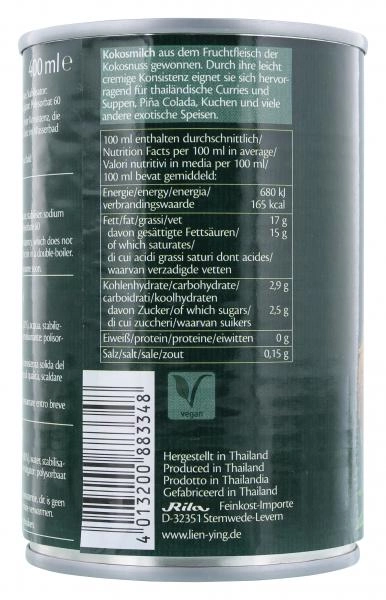 400 ml e
Kokosmilch aus dem Fruchtfleisch der
Kokosnuss gewonnen. Durch ihre leicht
cremige Konsistenz eignet sie sich hervor-
ragend für thailändische Curries und
Suppen, Piña Colada, Kuchen und viele
andere exotische Speisen.
100 ml enthalten durchschnittlich/
Nutrition Facts per 100 ml in average/
Valori nutritivi in media per 100 ml/
100 ml bevat gemiddeld:
Energie/energy/energia/ 680 kJ
verbrandingswaarde 165 kcal
Fett/fat/grassi/vet 17 g
davon gesättigte Fettsäuren/ 15 g
of which saturates/
di cui acidi grassi saturi dont acides/
waarvan verzadigde vetten
Kohlenhydrate/carbohydrate/ 2,9 g
carboidrati/koolhydraten
davon Zucker/of which sugars/ 2,5 g
di cui zuccheri/waarvan suikers
Eiweiß/protein/proteine/eiwitten 0 g
Salz/salt/sale/zout 0,15 g
V
vegan
4 013200 883348
Hergestellt in Thailand
Produced in Thailand
Prodotto in Thailandia
Gefabriceerd in Thailand
Rila Feinkost-Importe
D-32351 Stemwede-Levern
www.lien-ying.de